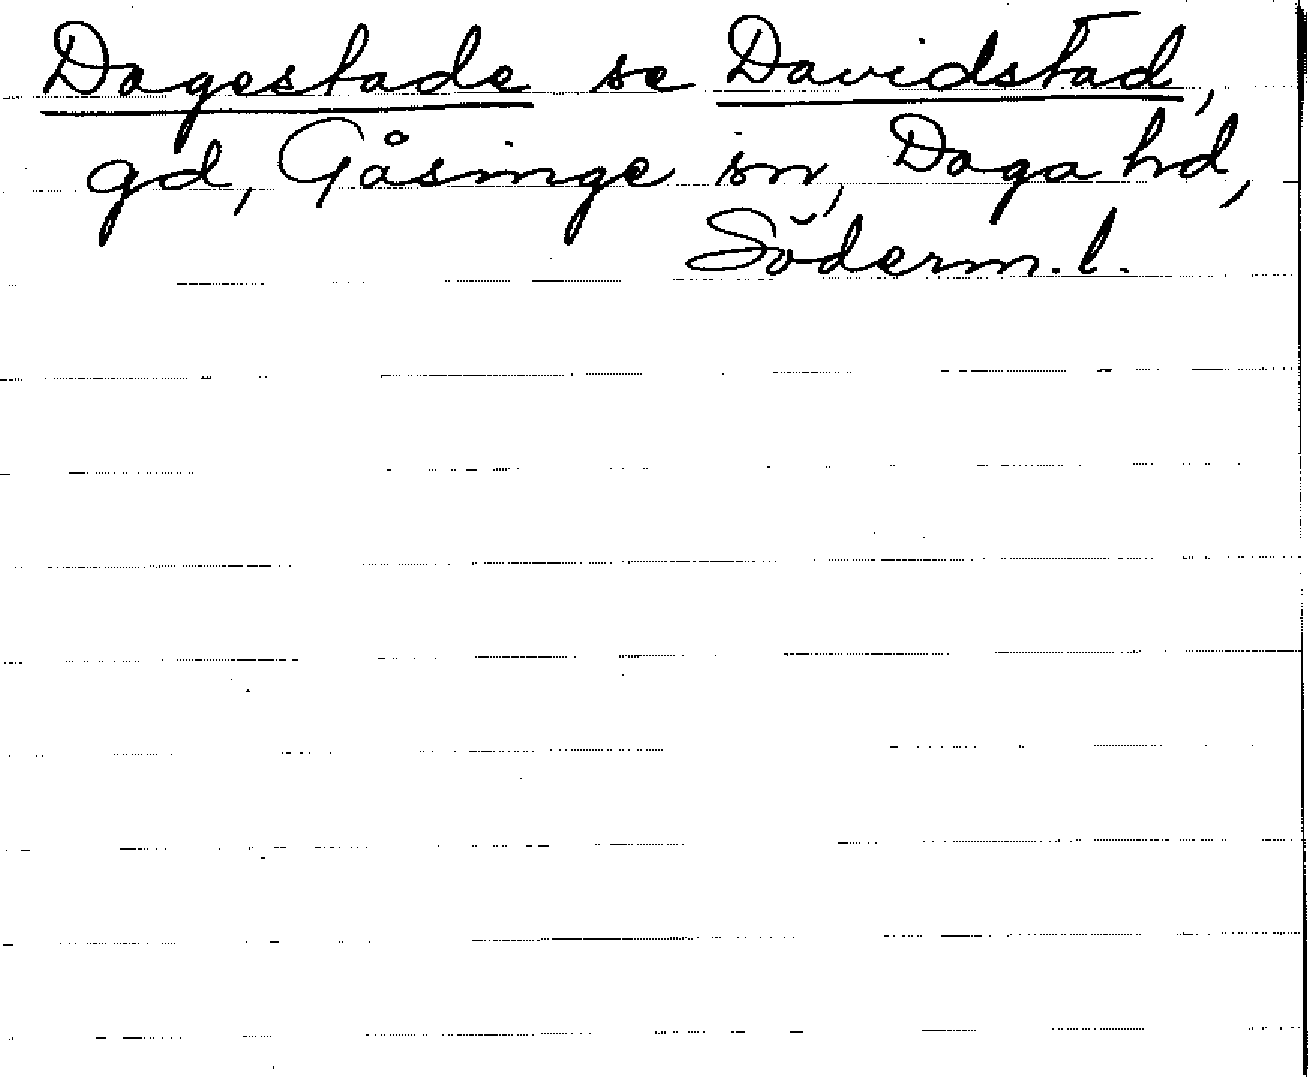 Dagestade se Davidstad,
gd, Gåsinge sn, Daga hd,
Söderm. l.